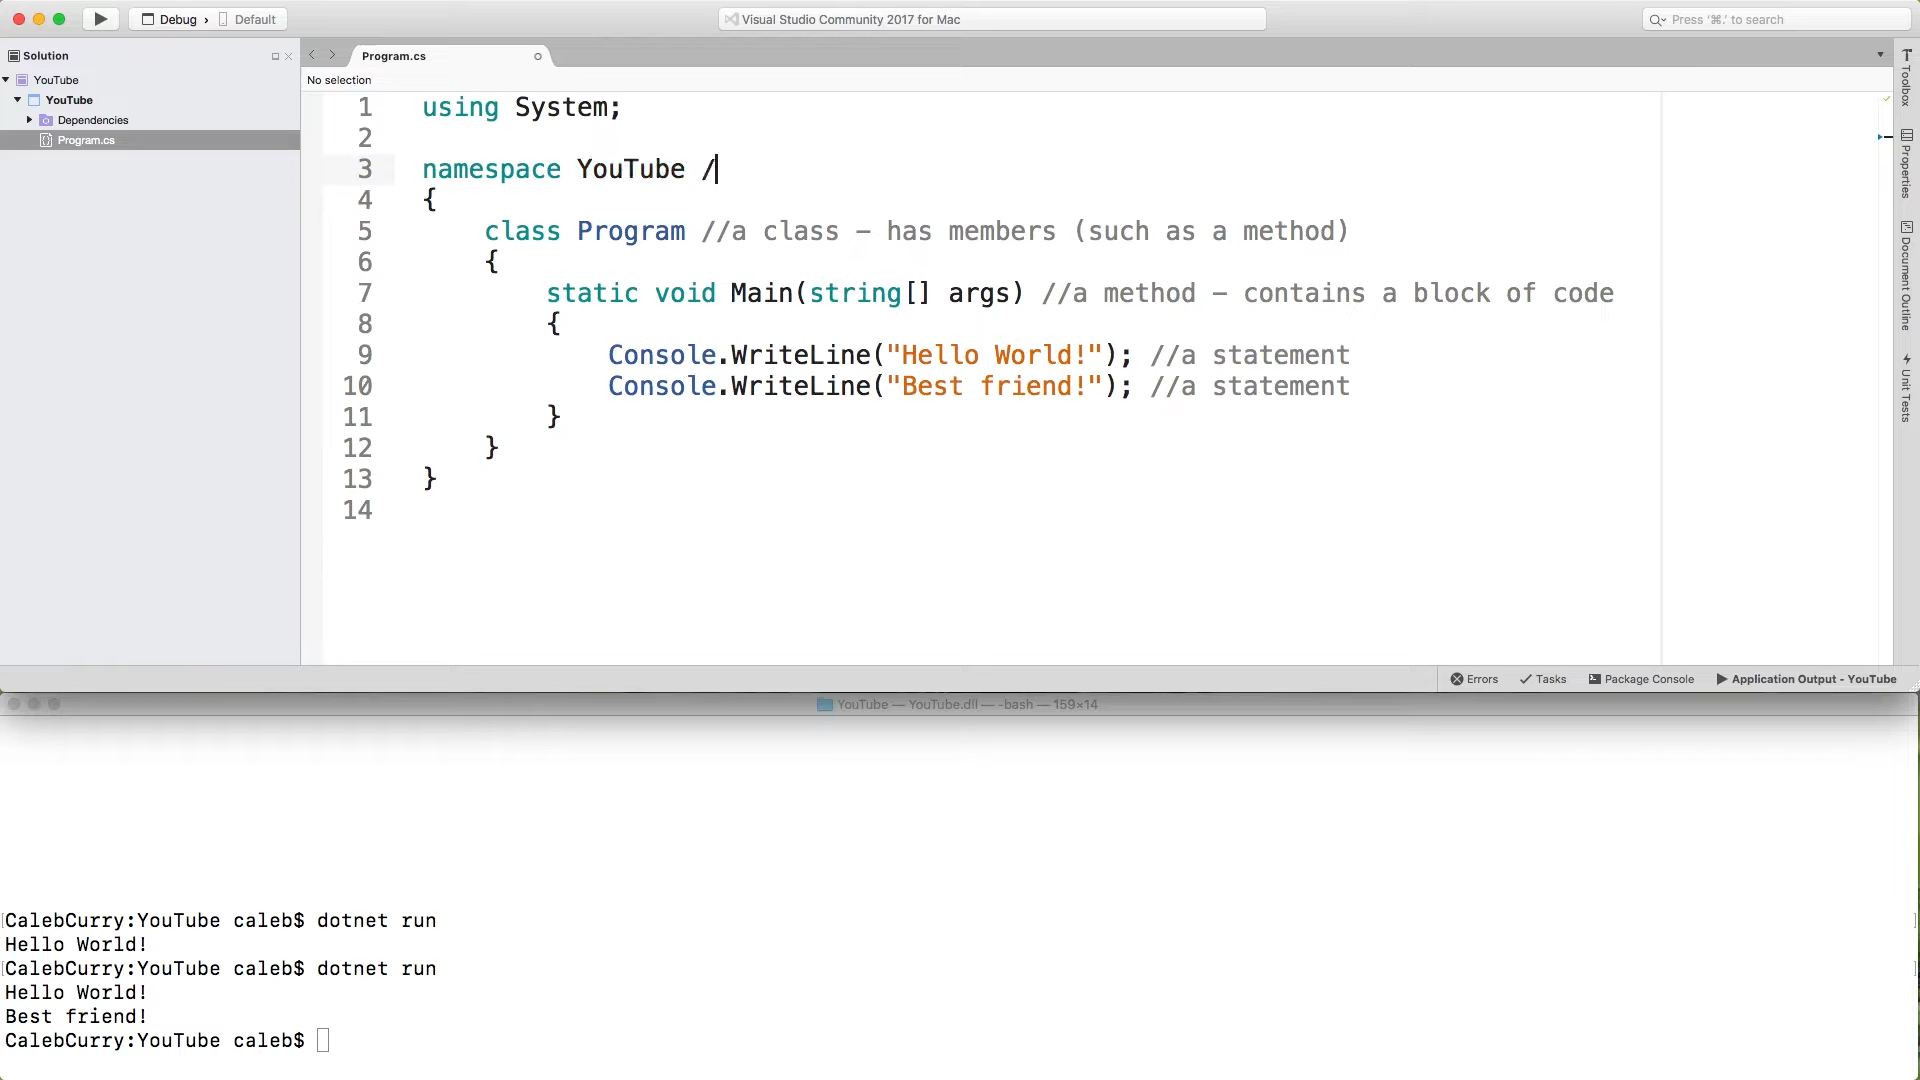 Debug › Default
Visual Studio Community 2017 for Mac
Press '⌘.' to search
Solution
YouTube
YouTube
Dependencies
Program.cs
Program.cs
No selection
1 using System;
2
3 namespace YouTube /
4 {
5 class Program //a class – has members (such as a method)
6 {
7 static void Main(string[] args) //a method – contains a block of code
8 {
9 Console.WriteLine("Hello World!"); //a statement
10 Console.WriteLine("Best friend!"); //a statement
11 }
12 }
13 }
14
Toolbox
Properties
Document Outline
Unit Tests
Errors
Tasks
Package Console
Application Output - YouTube
YouTube — YouTube.dll — -bash — 159×14
CalebCurry:YouTube caleb$ dotnet run
Hello World!
CalebCurry:YouTube caleb$ dotnet run
Hello World!
Best friend!
CalebCurry:YouTube caleb$